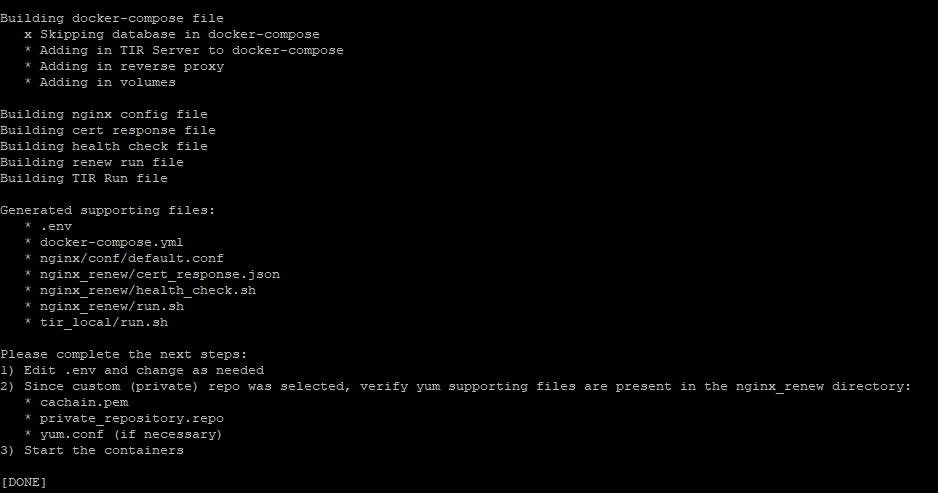 Building docker-compose file
x Skipping database in docker-compose
* Adding in TIR Server to docker-compose
* Adding in reverse proxy
* Adding in volumes
Building nginx config file
Building cert response file
Building health check file
Building renew run file
Building TIR Run file
Generated supporting files:
* .env
* docker-compose.yml
* nginx/conf/default.conf
* nginx_renew/cert_response.json
* nginx_renew/health_check.sh
* nginx_renew/run.sh
* tir_local/run.sh
Please complete the next steps:
1) Edit .env and change as needed
2) Since custom (private) repo was selected, verify yum supporting files are present in the nginx_renew directory:
* cachain.pem
* private_repository.repo
* yum.conf (if necessary)
3) Start the containers
[DONE]